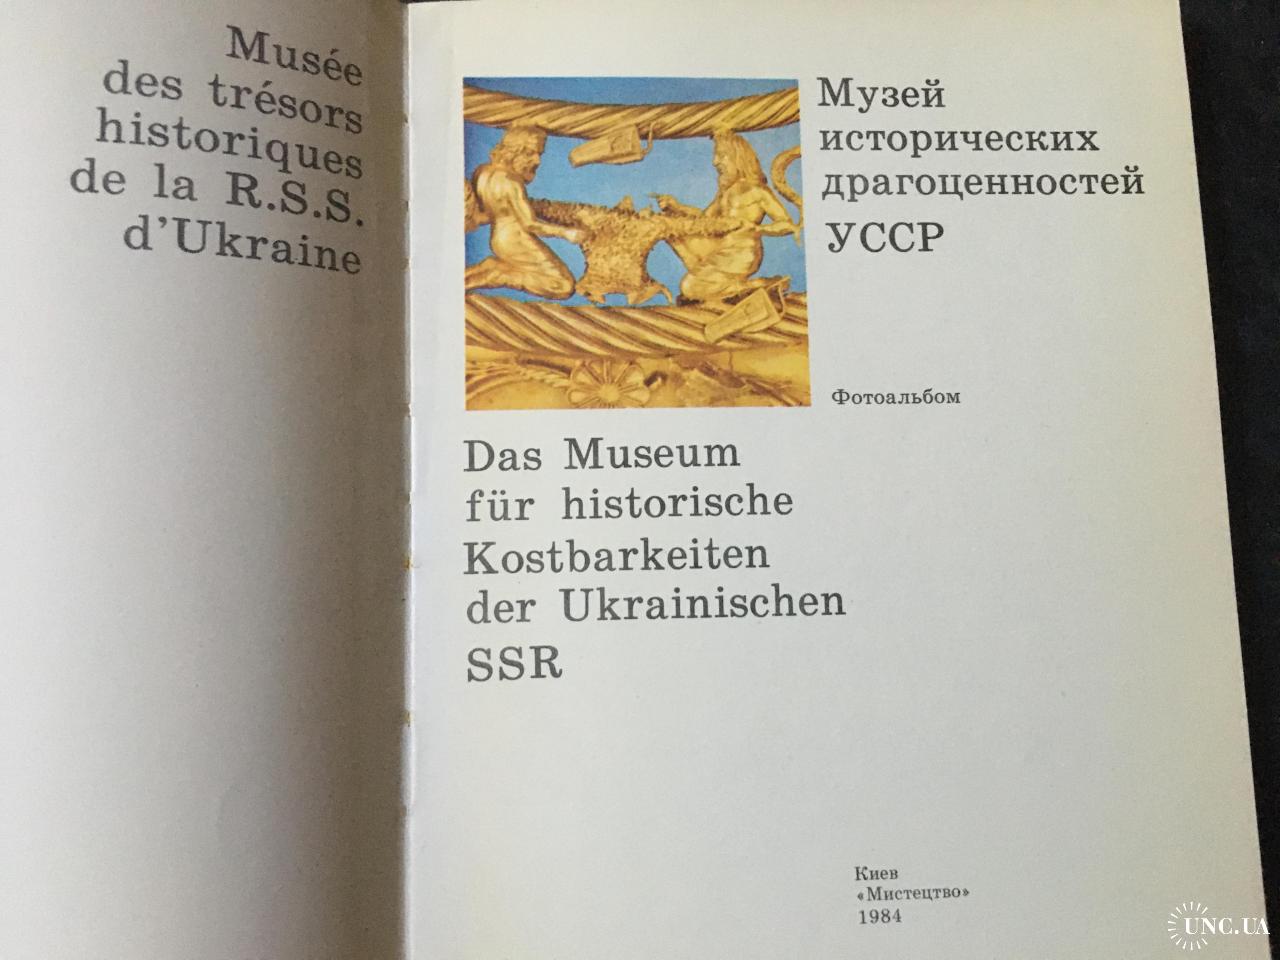 Musée
des trésors
historiques
de la R.S.S.
d'Ukraine
Музей
исторических
драгоценностей
УССР
Фотоальбом
Das Museum
für historische
Kostbarkeiten
der Ukrainischen
SSR
Киев
«Мистецтво»
1984
UNC.UA